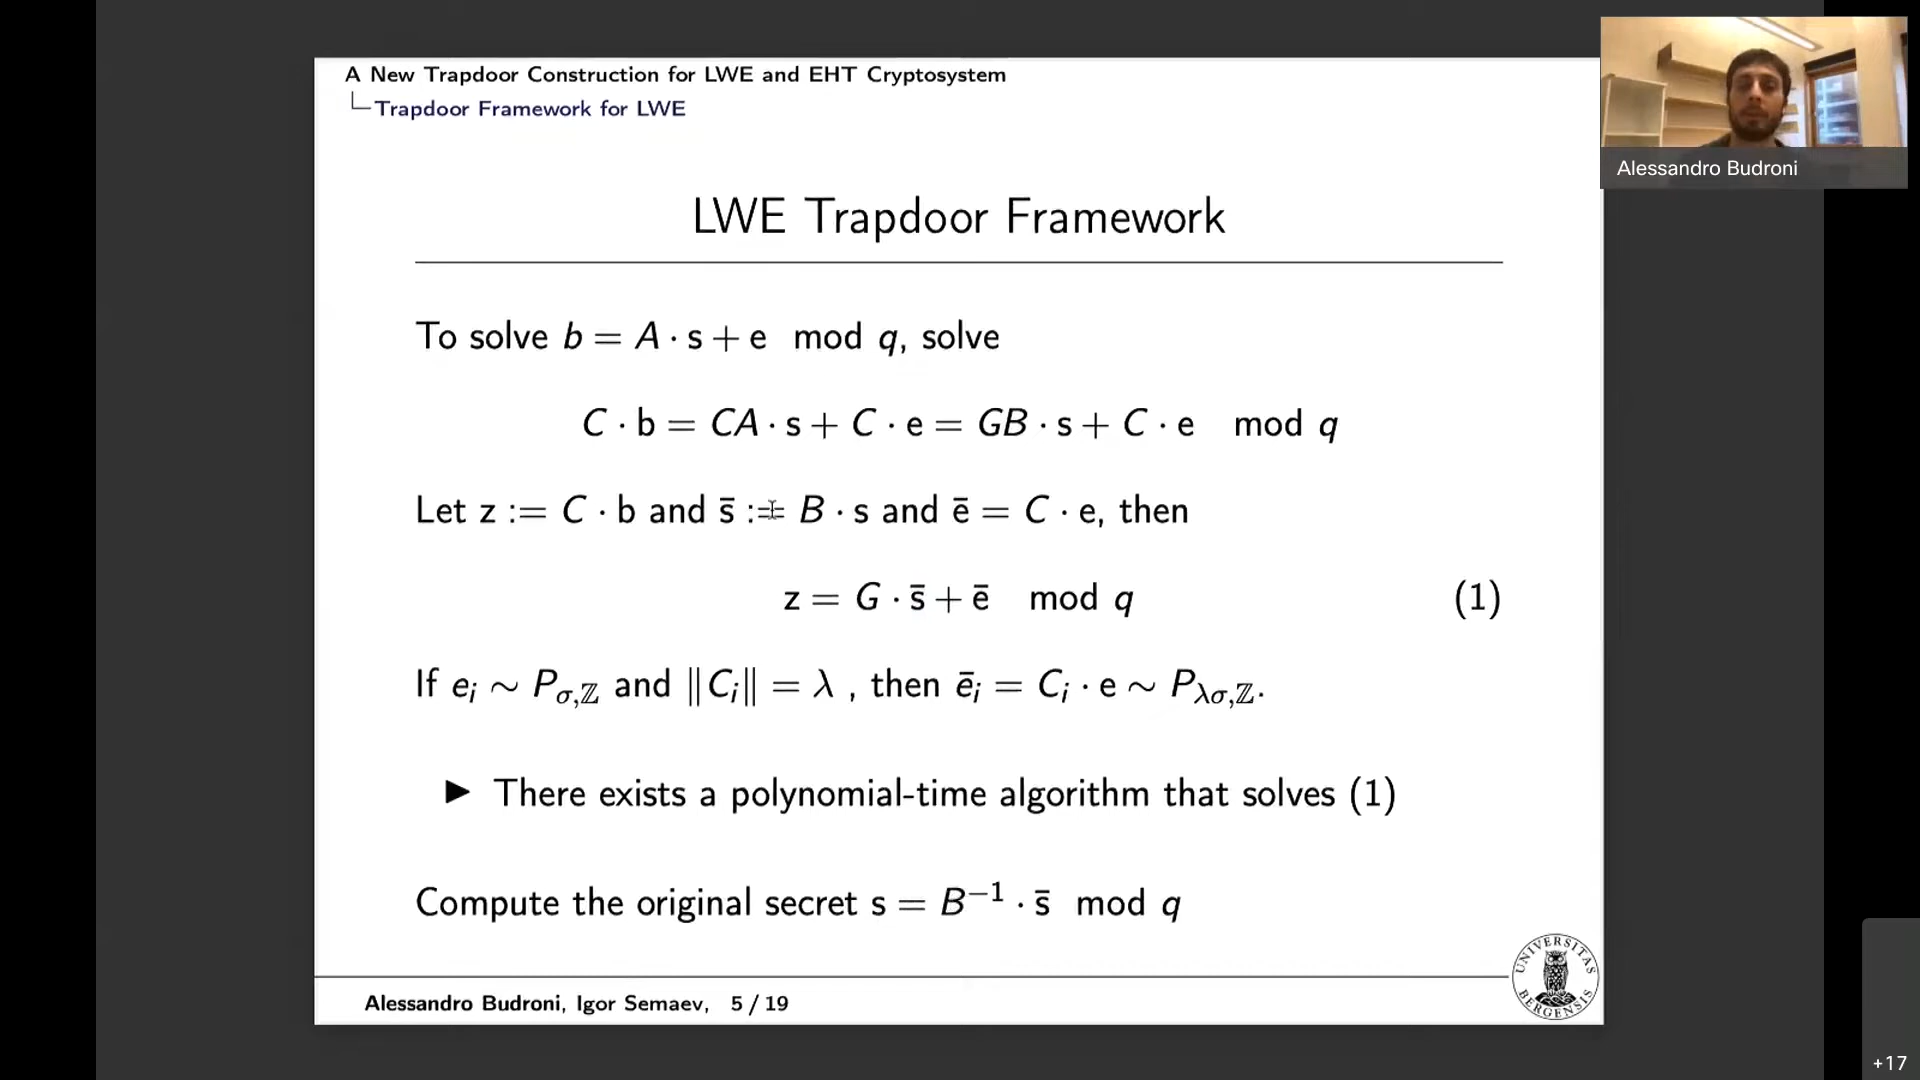 A New Trapdoor Construction for LWE and EHT Cryptosystem
Trapdoor Framework for LWE
Alessandro Budroni
LWE Trapdoor Framework
To solve b = A · s + e mod q, solve
C · b = CA · s + C · e = GB · s + C · e mod q
Let z := C · b and s̄ := B · s and ē = C · e, then
z = G · s̄ + ē mod q (1)
If eᵢ ∼ P_{σ,ℤ} and ‖Cᵢ‖ = λ , then ēᵢ = Cᵢ · e ∼ P_{λσ,ℤ}.
▶ There exists a polynomial-time algorithm that solves (1)
Compute the original secret s = B⁻¹ · s̄ mod q
UNIVERSITAS BERGENSIS
Alessandro Budroni, Igor Semaev, 5 / 19
+17